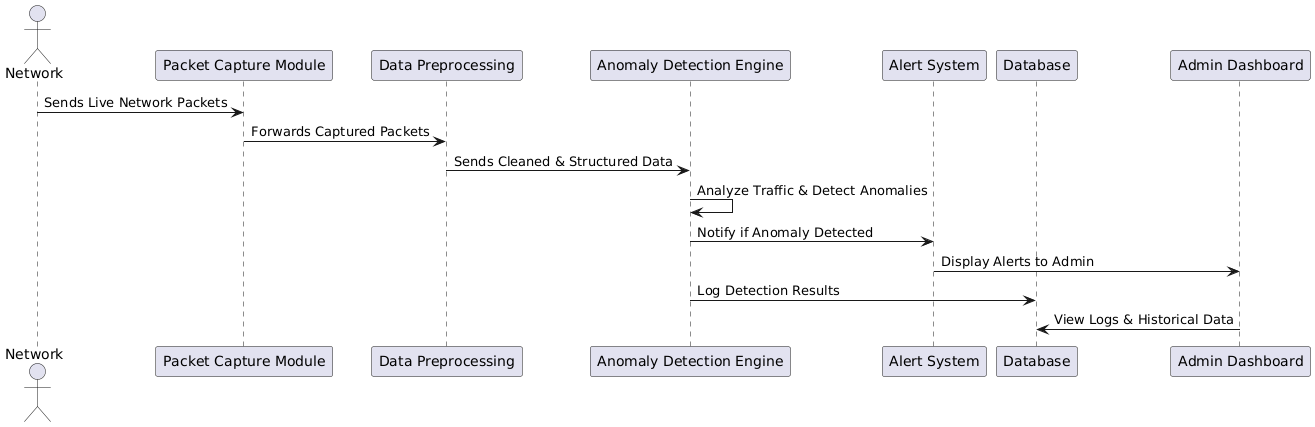 Network
Packet Capture Module
Data Preprocessing
Anomaly Detection Engine
Alert System
Database
Admin Dashboard
Sends Live Network Packets
Forwards Captured Packets
Sends Cleaned & Structured Data
Analyze Traffic & Detect Anomalies
Notify if Anomaly Detected
Display Alerts to Admin
Log Detection Results
View Logs & Historical Data
Network
Packet Capture Module
Data Preprocessing
Anomaly Detection Engine
Alert System
Database
Admin Dashboard